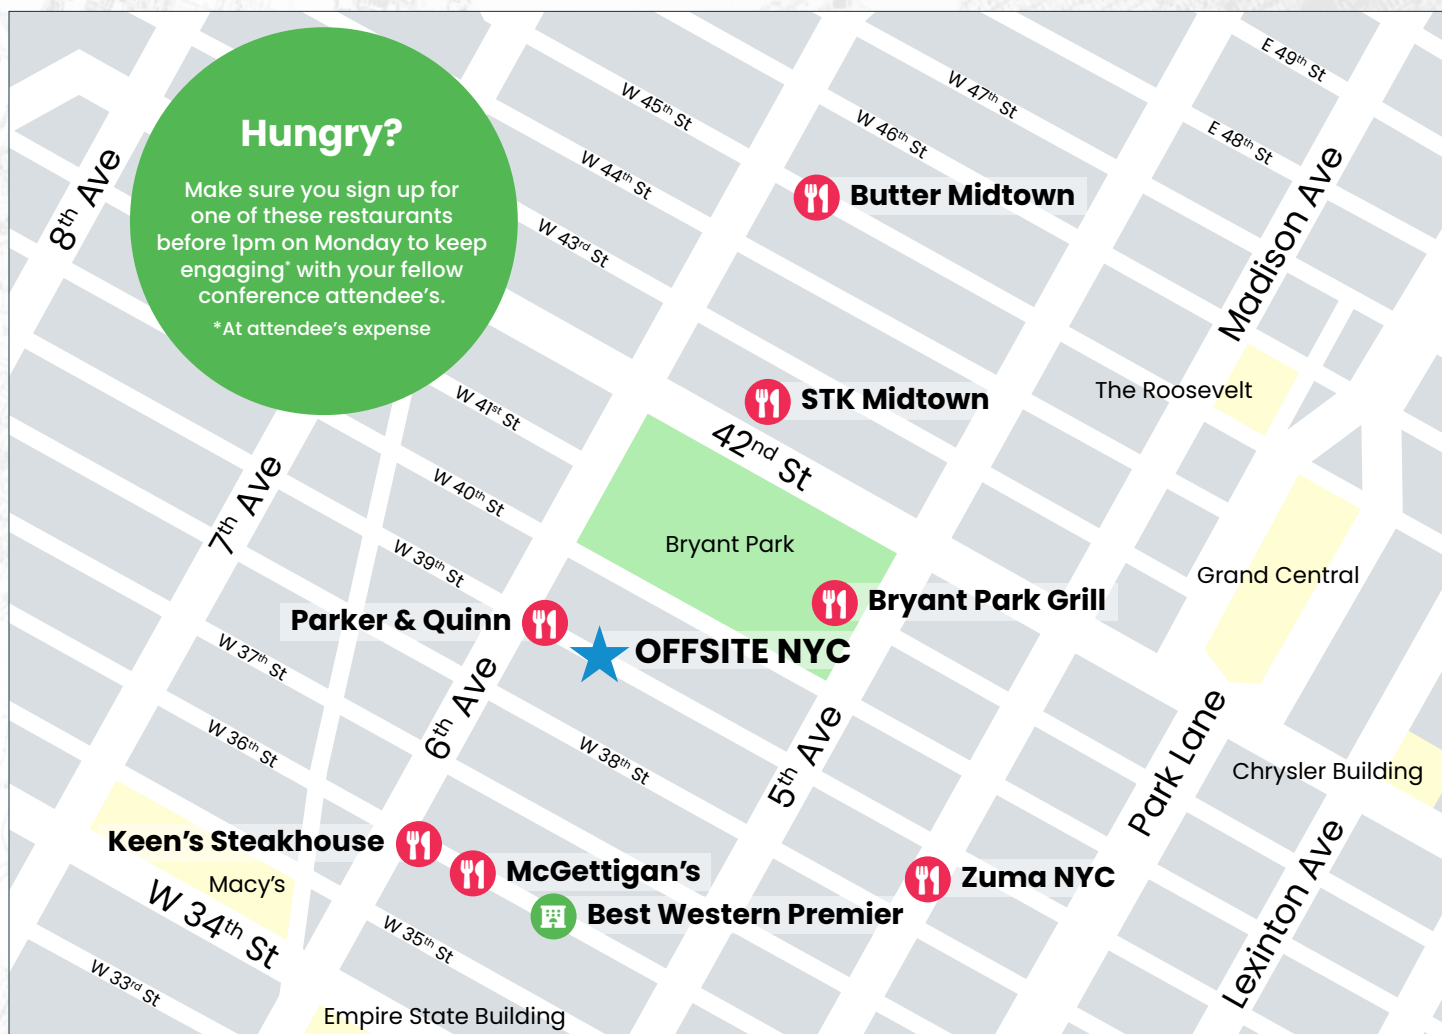 Hungry?
Make sure you sign up for
one of these restaurants
before 1pm on Monday to keep
engaging* with your fellow
conference attendee's.
*At attendee's expense
E 49th St
W 47th St
W 45th St
W 46th St
E 48th St
W 44th St
8th Ave
Butter Midtown
W 43rd St
Madison Ave
The Roosevelt
STK Midtown
W 41st St
42nd St
W 40th St
7th Ave
Bryant Park
W 39th St
Grand Central
Bryant Park Grill
Parker & Quinn
OFFSITE NYC
W 37th St
6th Ave
W 36th St
W 38th St
5th Ave
Park Lane
Chrysler Building
Keen's Steakhouse
McGettigan's
Zuma NYC
Macy's
Best Western Premier
W 34th St
W 35th St
Lexinton Ave
W 33rd St
Empire State Building